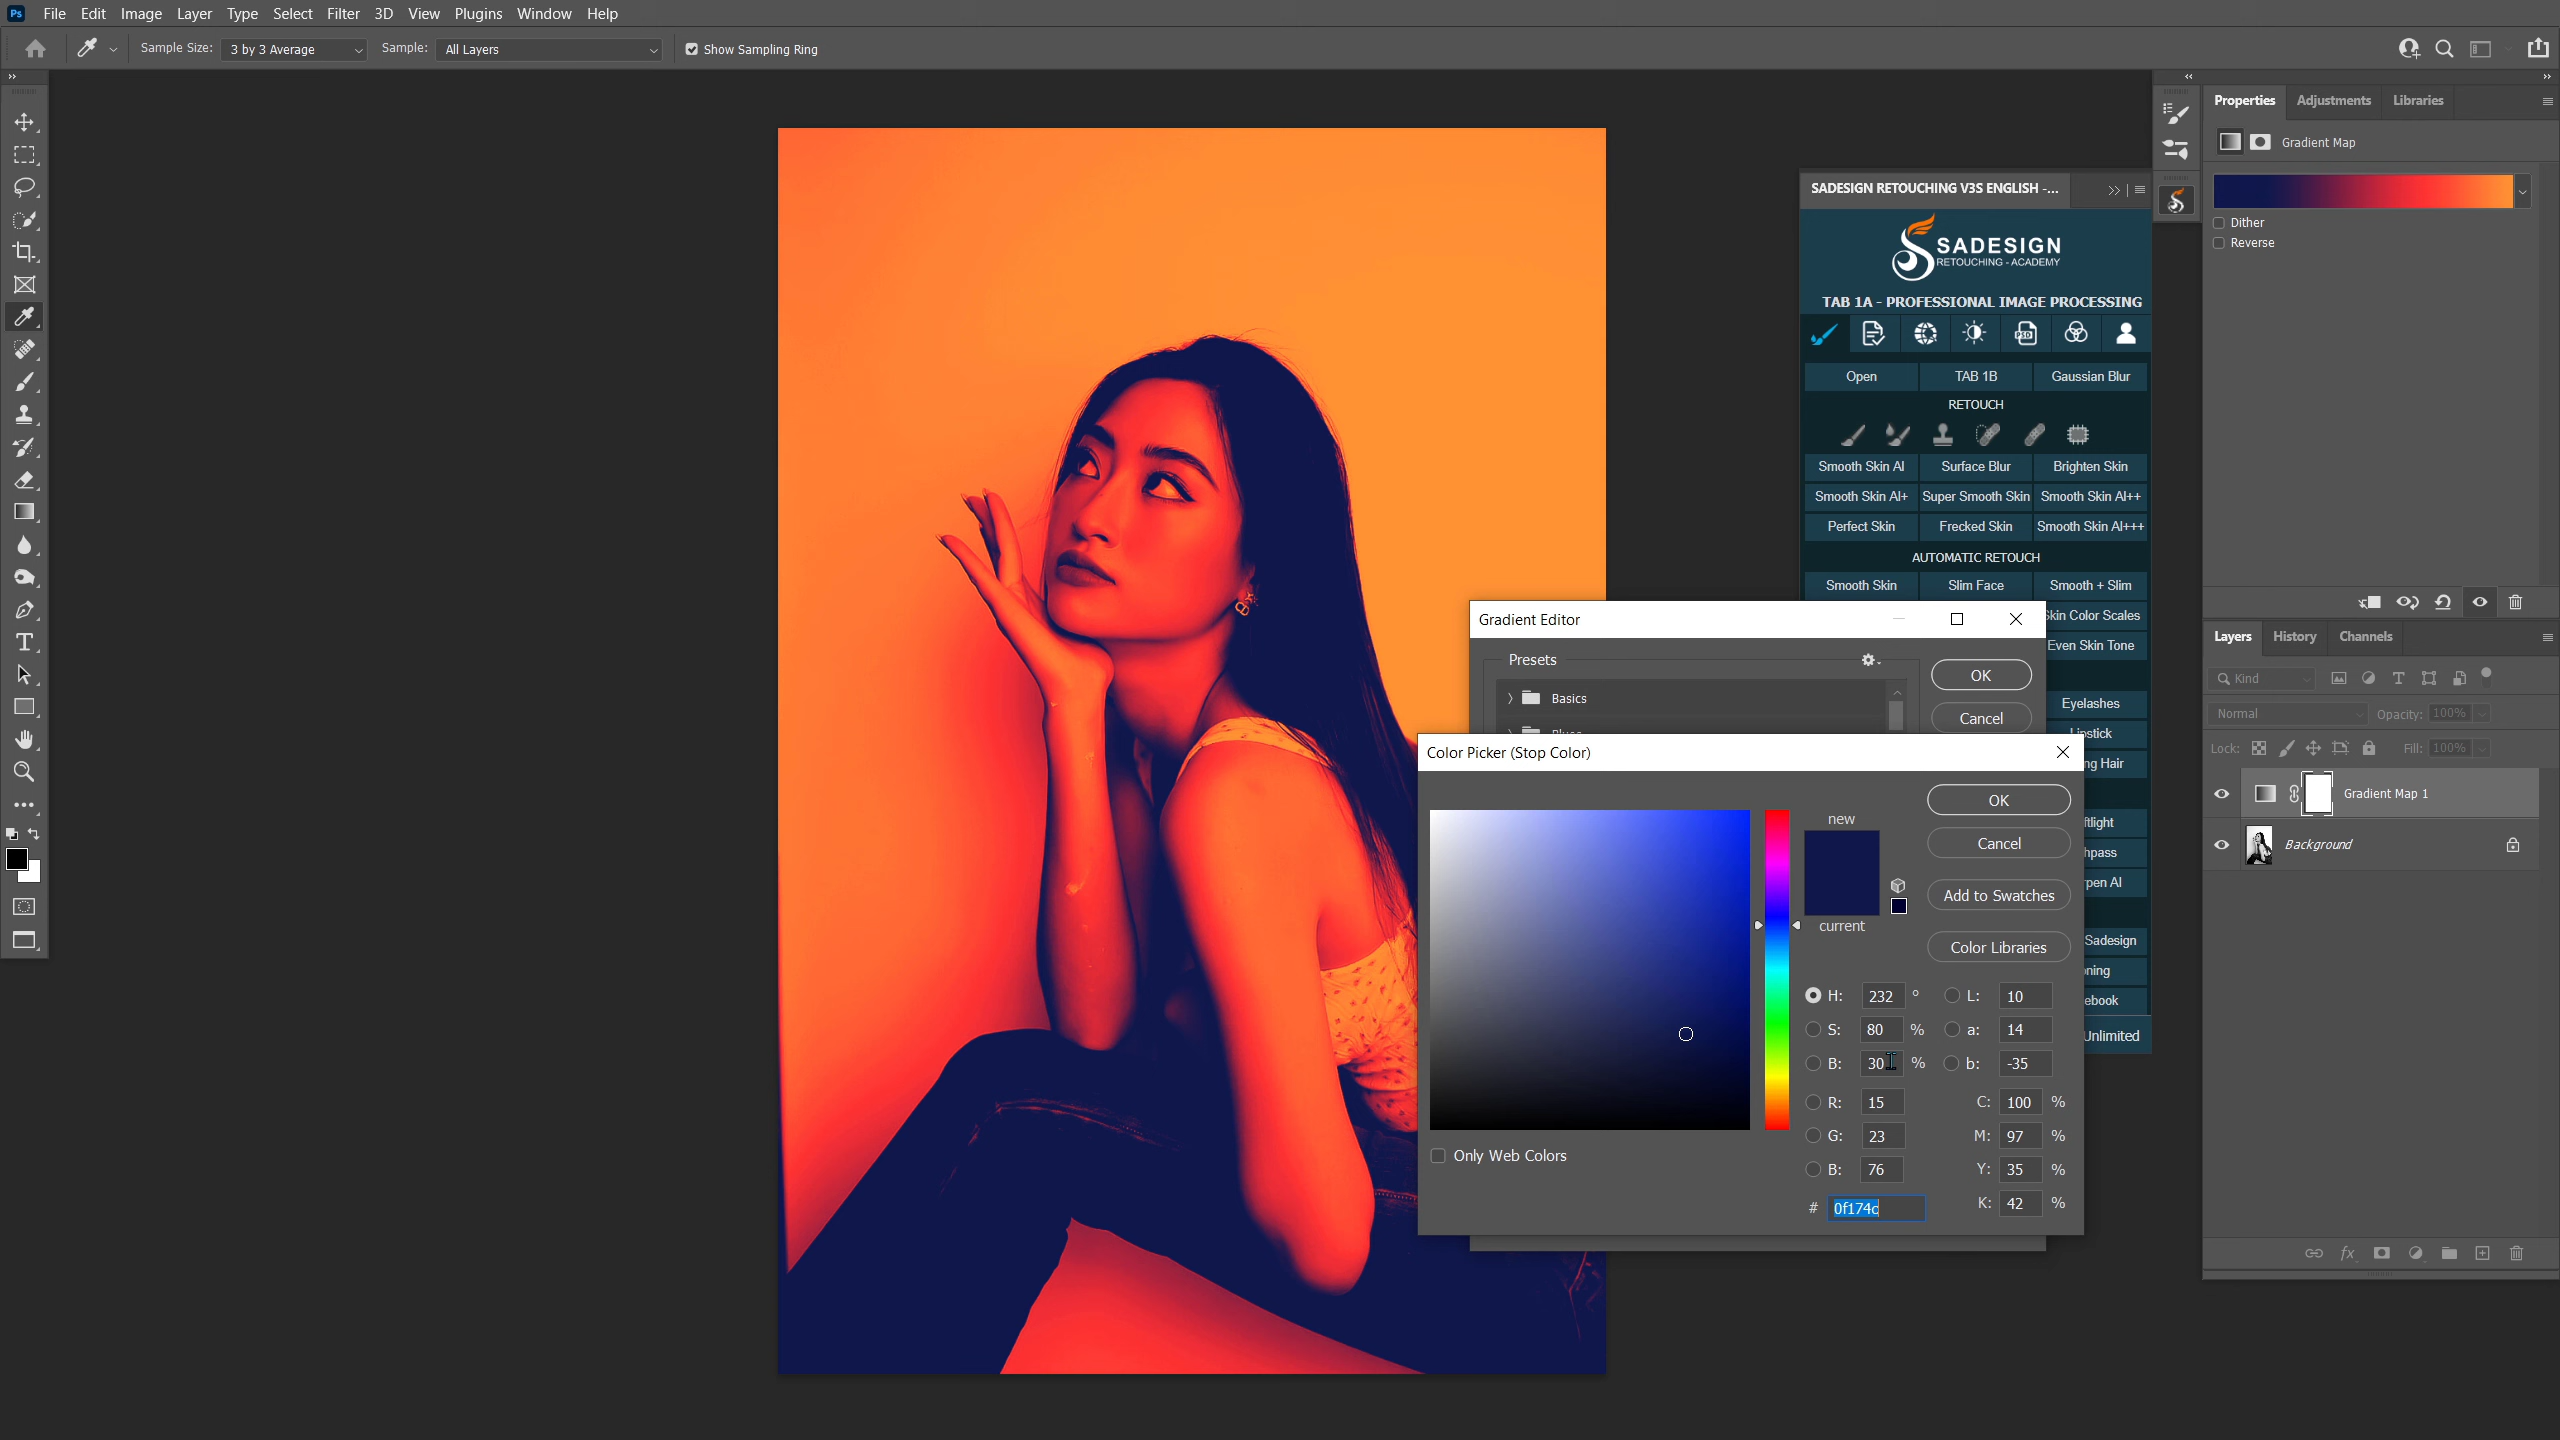 Ps File Edit Image Layer Type Select Filter 3D View Plugins Window Help
Sample Size: 3 by 3 Average Sample: All Layers Show Sampling Ring
Properties Adjustments Libraries
Gradient Map
Dither
Reverse
SADESIGN RETOUCHING V3S ENGLISH -...
SADESIGN
RETOUCHING - ACADEMY
TAB 1A - PROFESSIONAL IMAGE PROCESSING
PSD
Open TAB 1B Gaussian Blur
RETOUCH
Smooth Skin AI Surface Blur Brighten Skin
Smooth Skin AI+ Super Smooth Skin Smooth Skin AI++
Perfect Skin Frecked Skin Smooth Skin AI+++
AUTOMATIC RETOUCH
Smooth Skin Slim Face Smooth + Slim
Skin Color Scales
Even Skin Tone
Eyelashes
Lipstick
ng Hair
ftlight
hpass
rpen AI
Sadesign
ning
ebook
Unlimited
Gradient Editor
Presets
Basics
OK
Cancel
Color Picker (Stop Color)
new
current
OK
Cancel
Add to Swatches
Color Libraries
H: 232 ° L: 10
S: 80 % a: 14
B: 30 % b: -35
R: 15 C: 100 %
G: 23 M: 97 %
B: 76 Y: 35 %
# 0f174c K: 42 %
Only Web Colors
Layers History Channels
Kind
Normal Opacity: 100%
Lock: Fill: 100%
Gradient Map 1
Background
fx